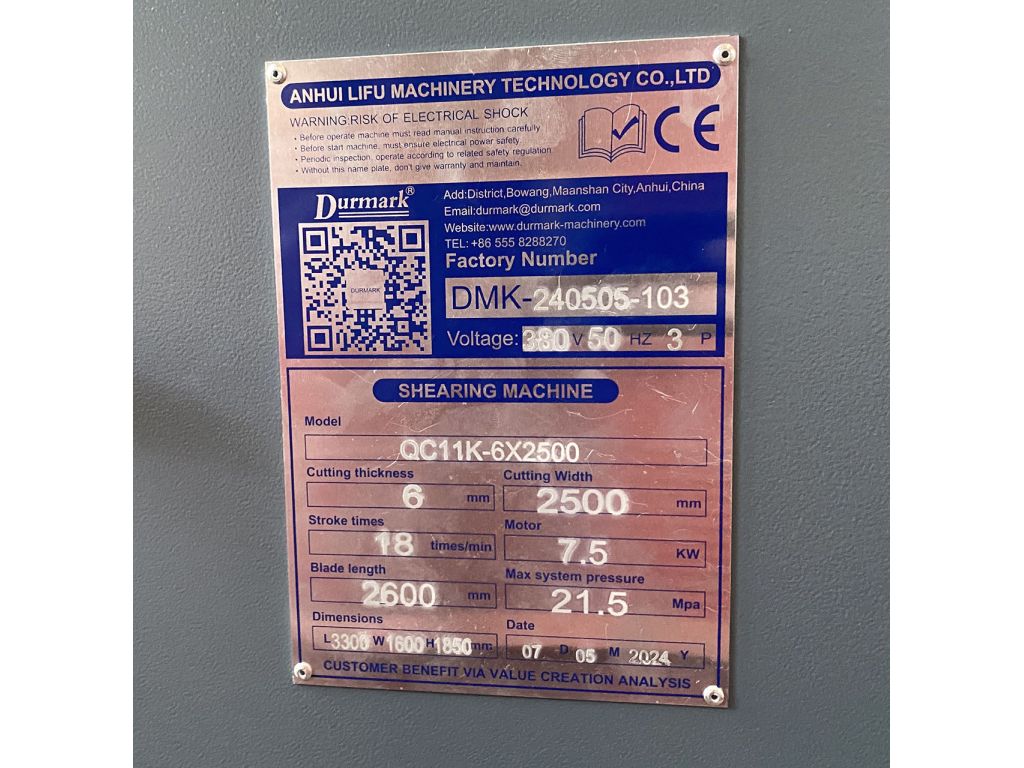 ANHUI LIFU MACHINERY TECHNOLOGY CO.,LTD
WARNING:RISK OF ELECTRICAL SHOCK
• Before operate machine must read manual instruction carefully.
• Before start machine, must ensure electrical power safety.
• Periodic inspection, operate according to related safety regulation.
• Without this name plate, don't give warranty and maintain.
CE
Durmark®
DURMARK
Add:District,Bowang,Maanshan City,Anhui,China
Email:durmark@durmark.com
Website:www.durmark-machinery.com
TEL:+86 555 8288270
Factory Number
DMK-240505-103
Voltage:380 V 50 HZ 3 P
SHEARING MACHINE
Model
QC11K-6X2500
Cutting thickness
6 mm
Cutting Width
2500 mm
Stroke times
18 times/min
Motor
7.5 KW
Blade length
2600 mm
Max system pressure
21.5 Mpa
Dimensions
L3300 W1600 H1850mm
Date
07 D 05 M 2024 Y
CUSTOMER BENEFIT VIA VALUE CREATION ANALYSIS